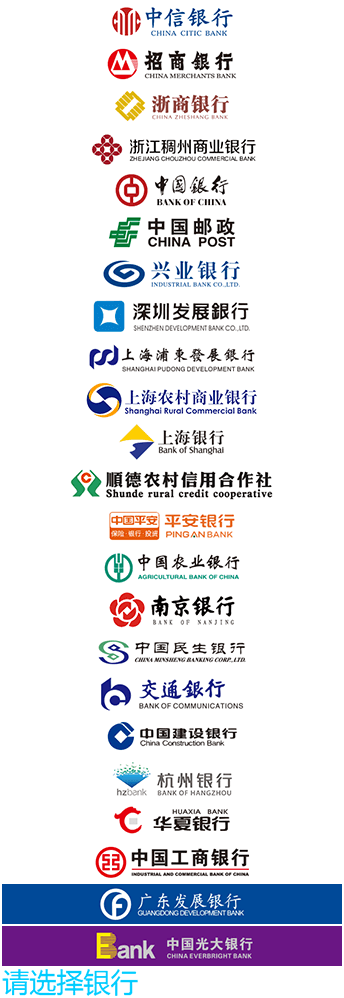 中信银行
CHINA CITIC BANK
招商银行
CHINA MERCHANTS BANK
浙商银行
CHINA ZHESHANG BANK
浙江稠州商业银行
ZHEJIANG CHOUZHOU COMMERCIAL BANK
中国银行
BANK OF CHINA
中国邮政
CHINA POST
兴业银行
INDUSTRIAL BANK CO.,LTD.
深圳发展銀行
SHENZHEN DEVELOPMENT BANK CO., LTD.
上海浦東發展銀行
SHANGHAI PUDONG DEVELOPMENT BANK
上海农村商业银行
Shanghai Rural Commercial Bank
上海银行
Bank of Shanghai
順德农村信用合作社
Shunde rural credit cooperative
中国平安 平安银行
保险·银行·投资 PING AN BANK
中国农业银行
AGRICULTURAL BANK OF CHINA
南京银行
BANK OF NANJING
中国民生银行
CHINA MINSHENG BANKING CORP.,LTD.
交通銀行
BANK OF COMMUNICATIONS
中国建设银行
China Construction Bank
杭州银行
hzbank BANK OF HANGZHOU
HUAXIA BANK
华夏银行
中国工商银行
INDUSTRIAL AND COMMERCIAL BANK OF CHINA
广东发展银行
GUANGDONG DEVELOPMENT BANK
Bank 中国光大银行
CHINA EVERBRIGHT BANK
请选择银行